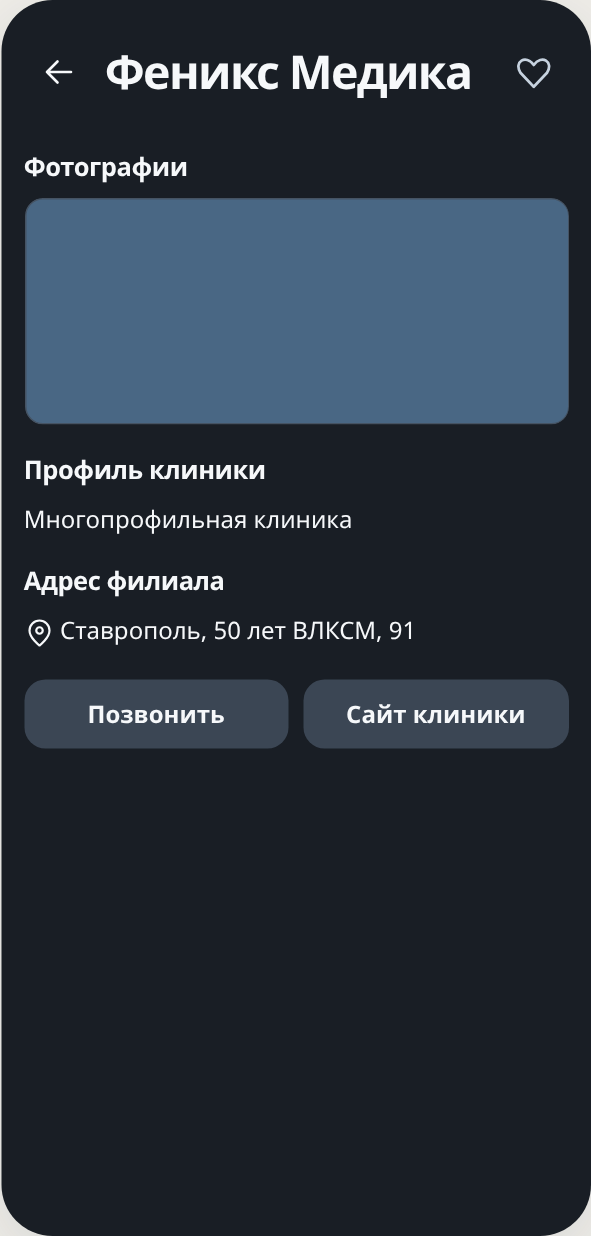 Феникс Медика
Фотографии
Профиль клиники
Многопрофильная клиника
Адрес филиала
Ставрополь, 50 лет ВЛКСМ, 91
Позвонить
Сайт клиники